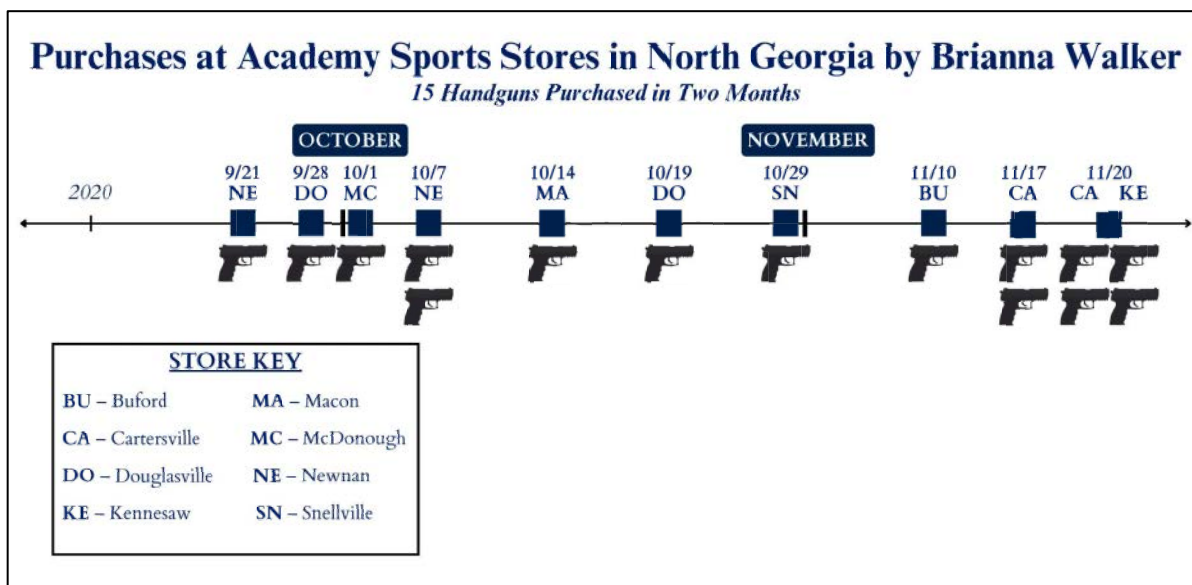 Purchases at Academy Sports Stores in North Georgia by Brianna Walker
15 Handguns Purchased in Two Months
OCTOBER NOVEMBER
2020 9/21 9/28 10/1 10/7 10/14 10/19 10/29 11/10 11/17 11/20
NE DO MC NE MA DO SN BU CA CA KE
STORE KEY
BU – Buford MA – Macon
CA – Cartersville MC – McDonough
DO – Douglasville NE – Newnan
KE – Kennesaw SN – Snellville